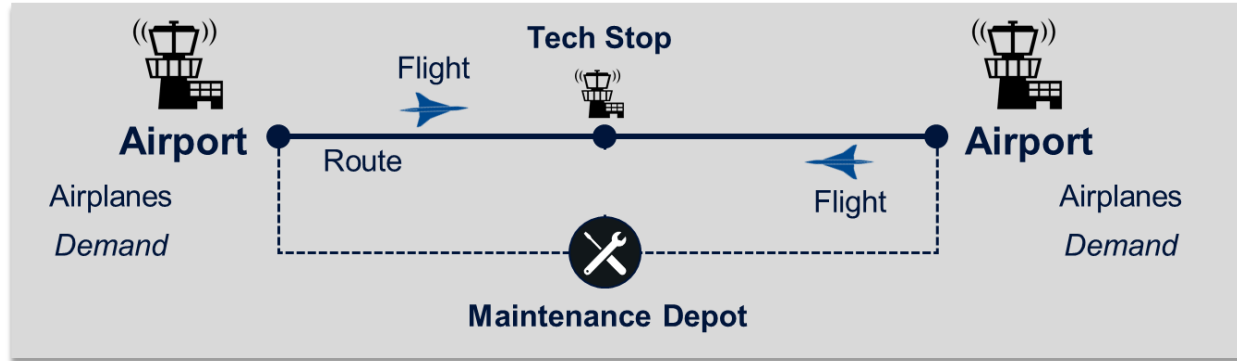 Tech Stop
Flight
Airport
Airport
Route
Airplanes
Flight
Airplanes
Demand
Demand
Maintenance Depot